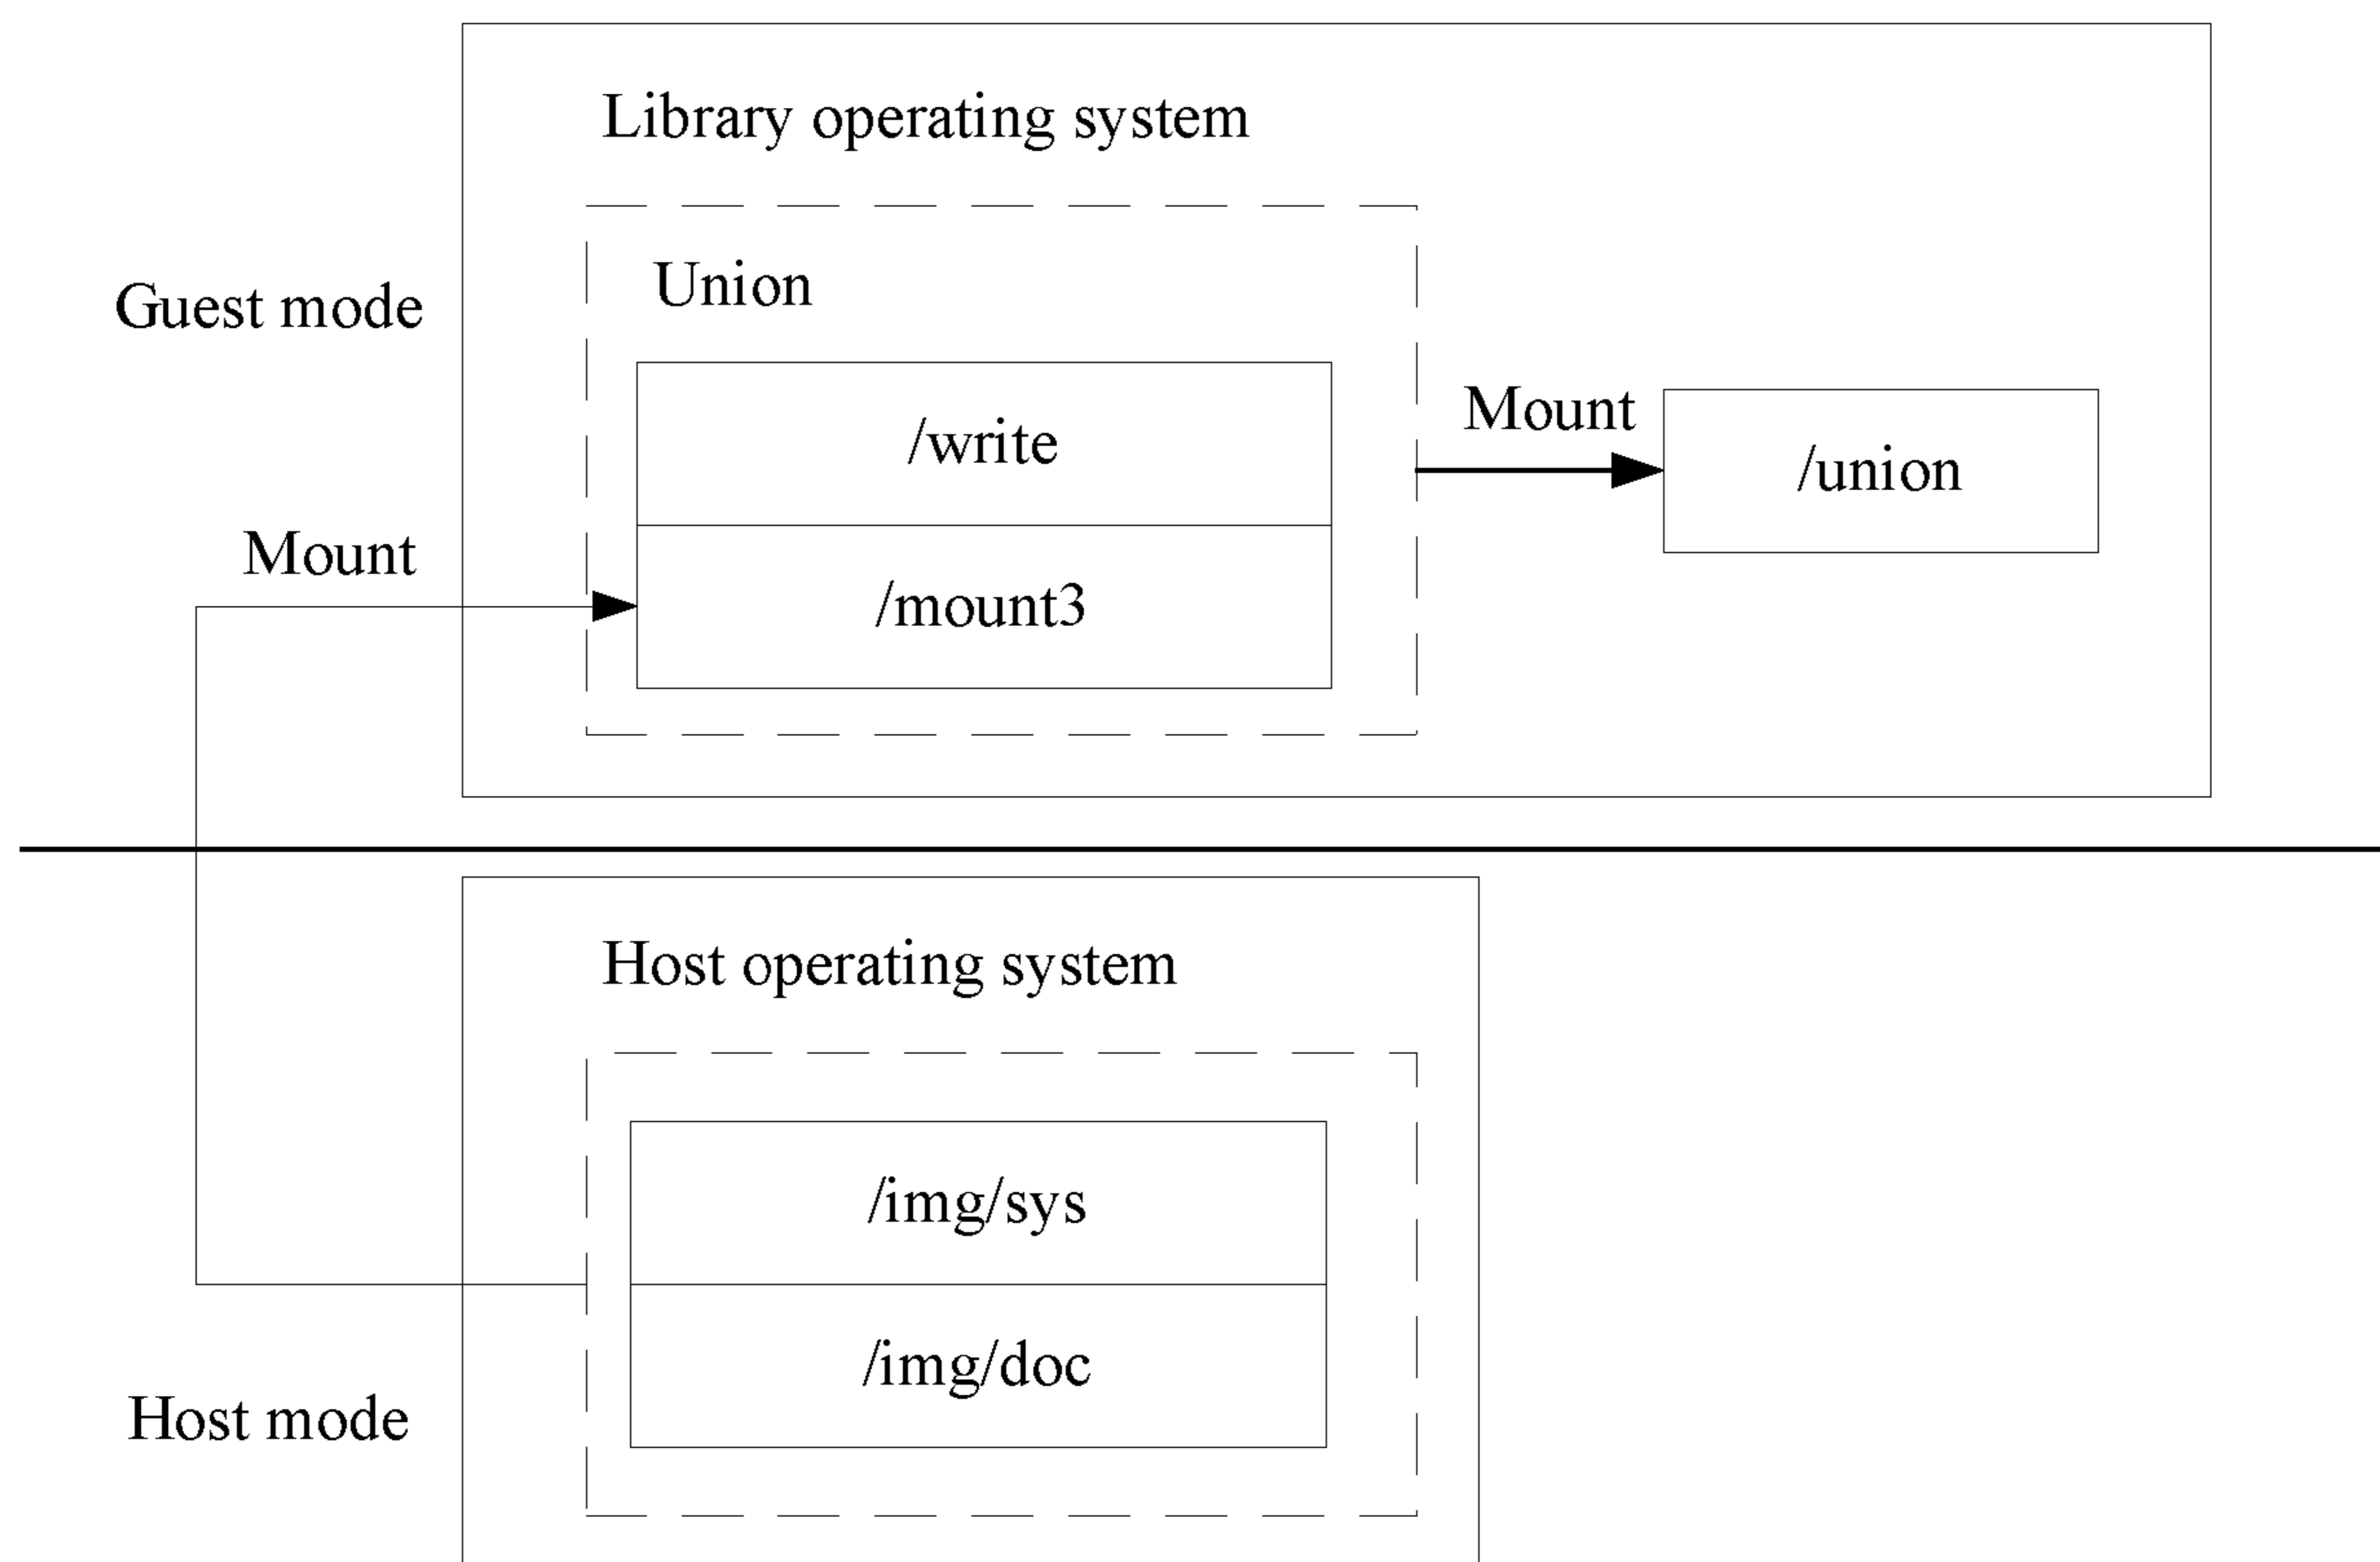 Library operating system
Union
Guest mode
/write
Mount
/union
Mount
/mount3
Host operating system
/img/sys
/img/doc
Host mode